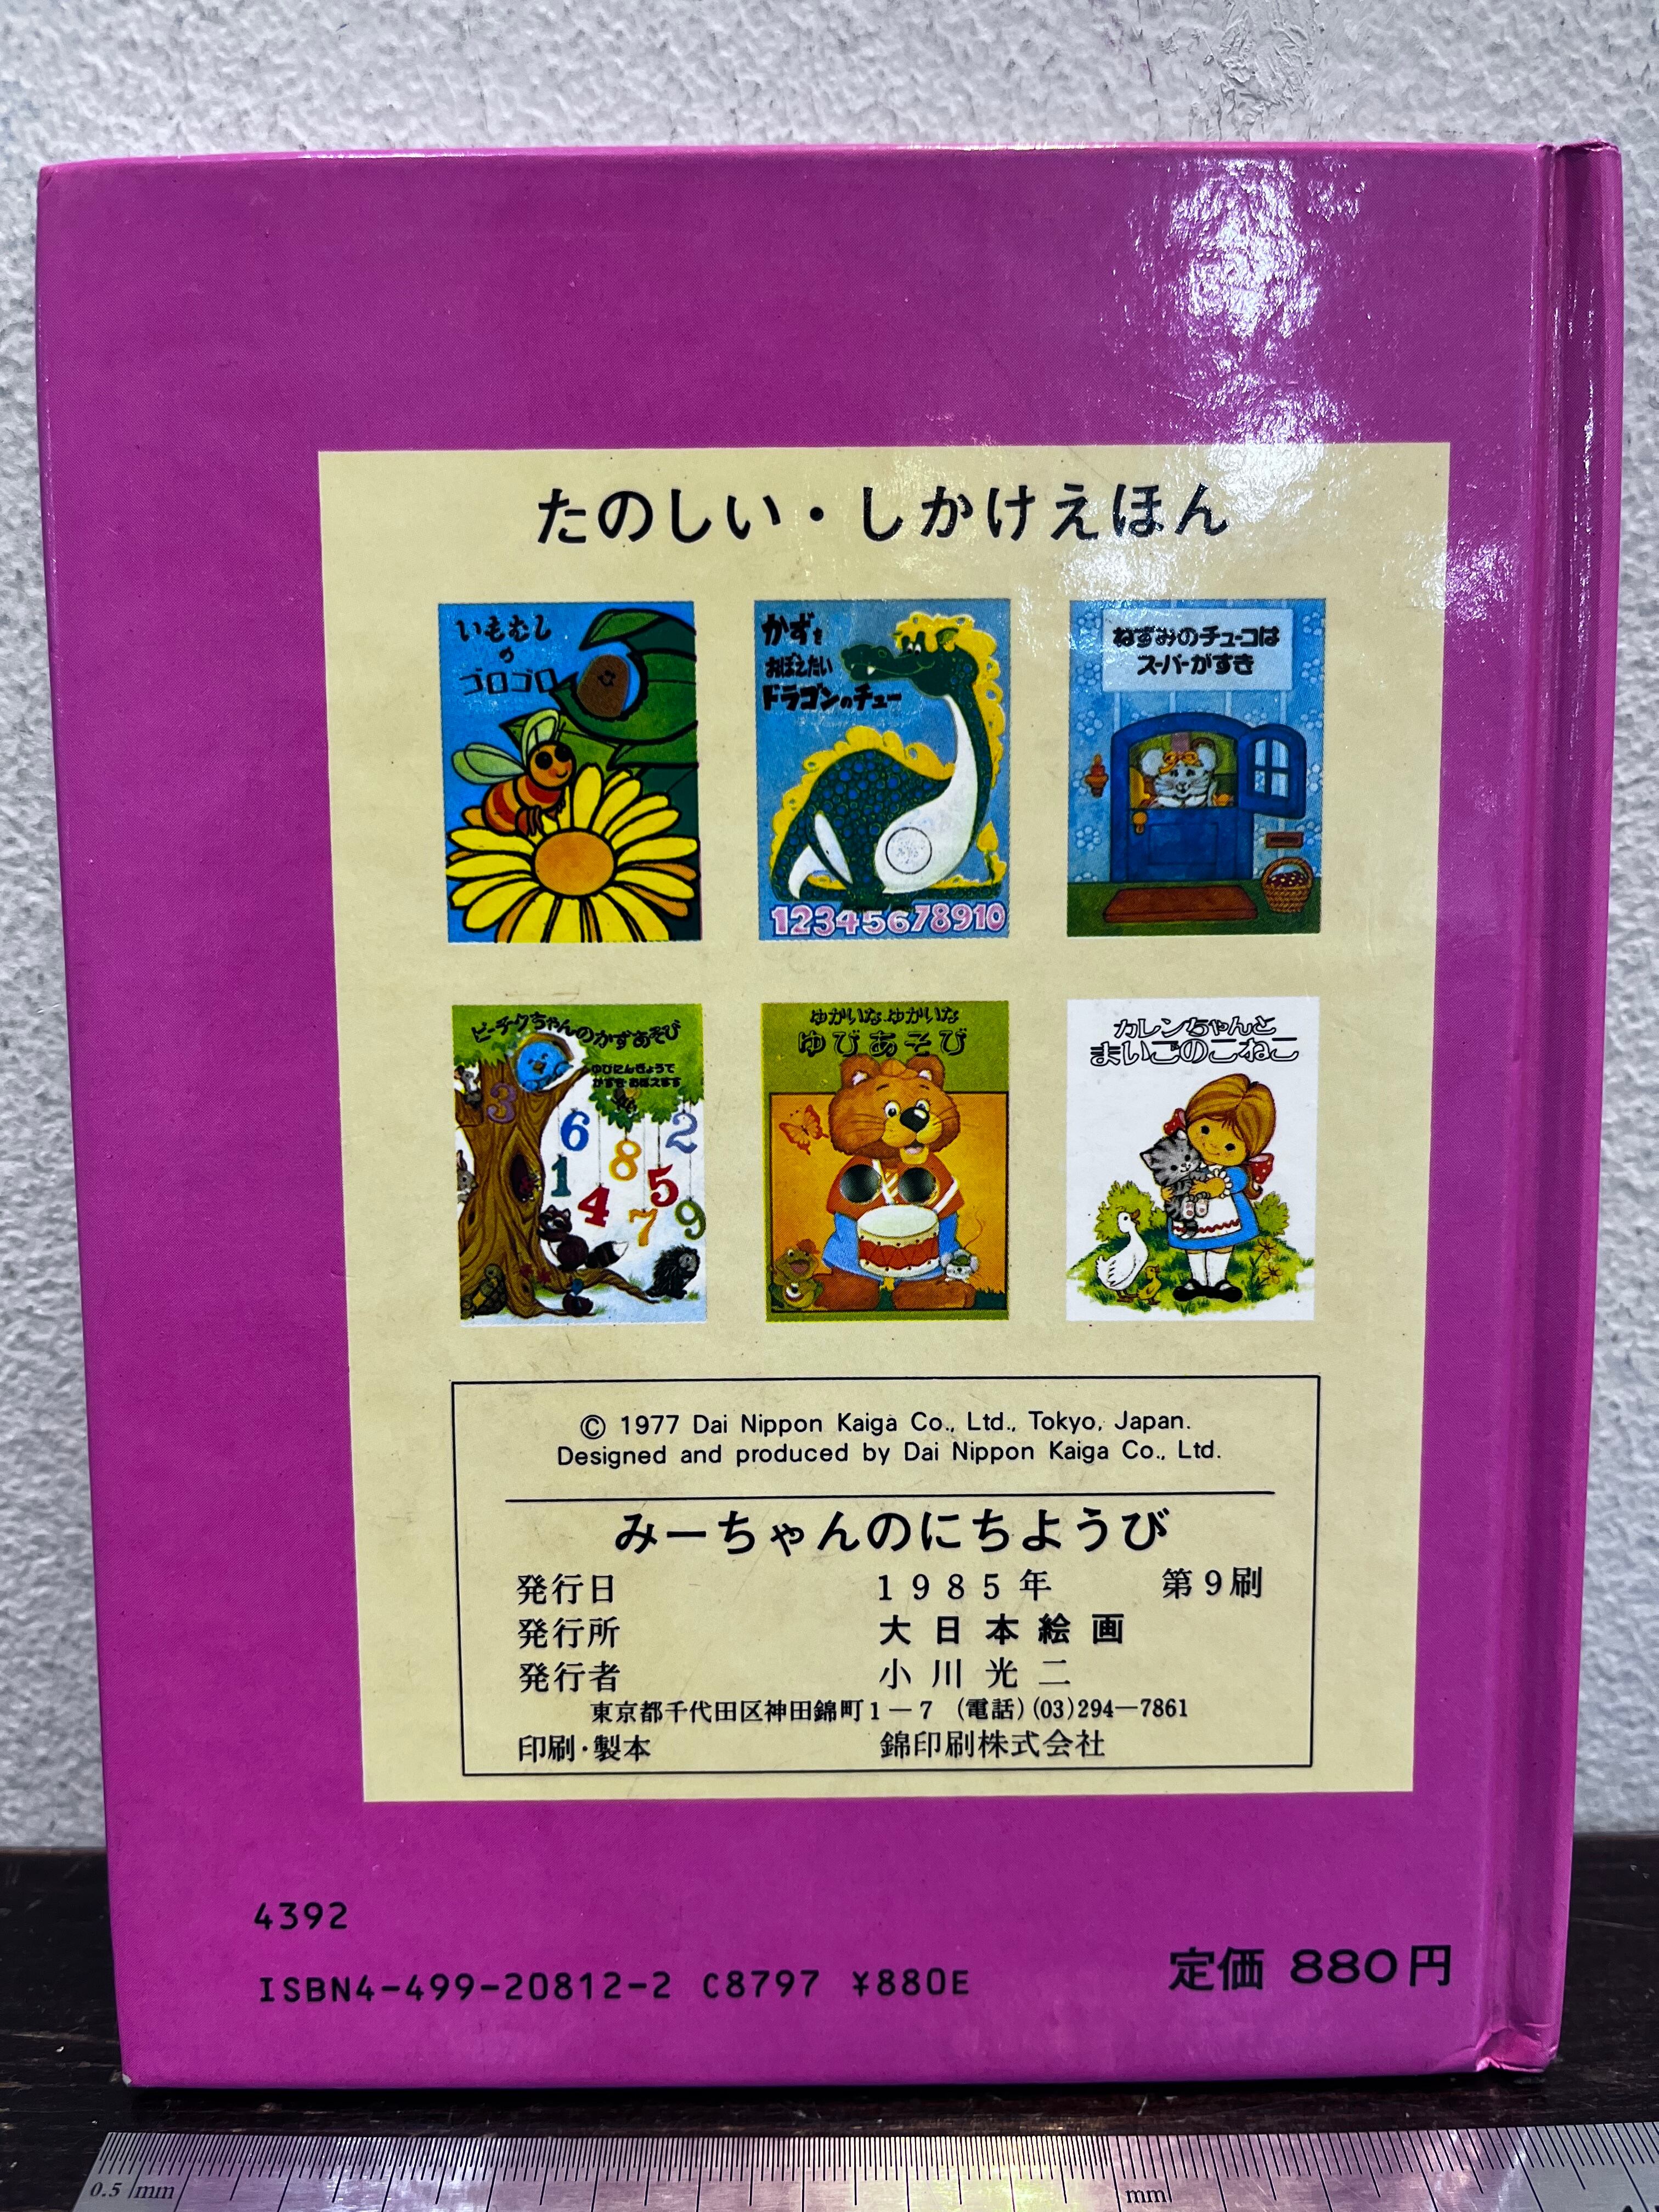 たのしい・しかけえほん
いもむし
の
ゴロゴロ
かずを
おぼえたい
ドラゴンのチュー
12345678910
ねずみのチューコは
スーパーがすき
ピーチクちゃんのかずあそび
ゆびにんぎょうで
かずをおぼえます
3
6
2
8
1
5
4
7
9
ゆかいな ゆかいな
ゆびあそび
カレンちゃんと
まいごのこねこ
© 1977 Dai Nippon Kaiga Co., Ltd., Tokyo, Japan.
Designed and produced by Dai Nippon Kaiga Co., Ltd.
みーちゃんのにちようび
発行日 1985年 第9刷
発行所 大日本絵画
発行者 小川光二
東京都千代田区神田錦町1－7 (電話)(03)294－7861
印刷・製本 錦印刷株式会社
4392
ISBN4-499-20812-2 C8797 ¥880E
定価 880円
0.5 mm
mm